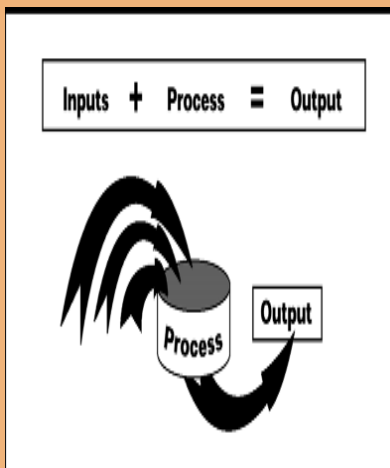 Inputs + Process = Output
Output
Process